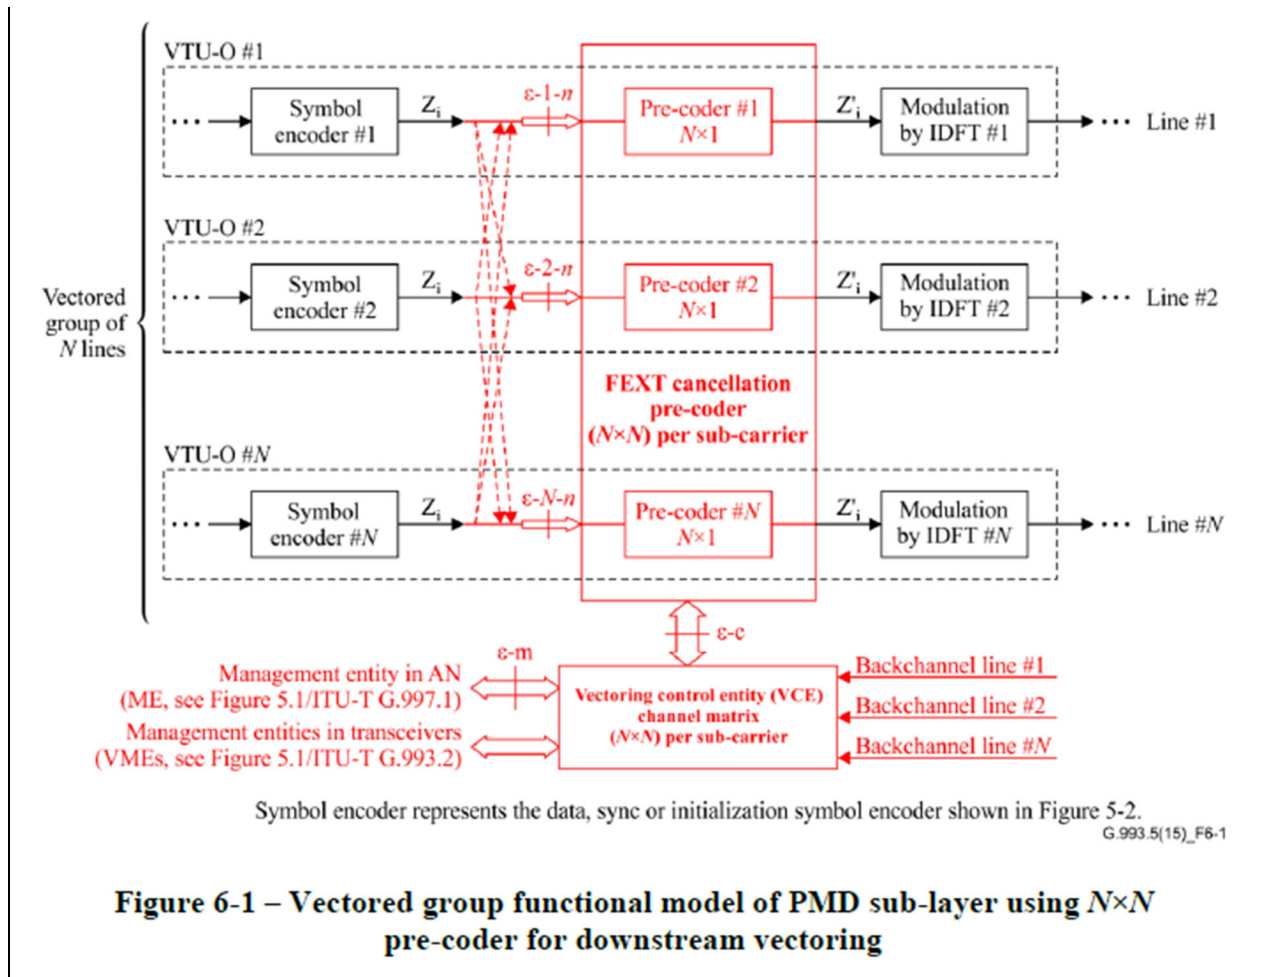 VTU-O #1
ε-1-n
Symbol
encoder #1
Zi
Pre-coder #1
N×1
Z'i
Modulation
by IDFT #1
Line #1
VTU-O #2
ε-2-n
Symbol
encoder #2
Zi
Pre-coder #2
N×1
Z'i
Modulation
by IDFT #2
Line #2
Vectored
group of
N lines
FEXT cancellation
pre-coder
(N×N) per sub-carrier
VTU-O #N
ε-N-n
Symbol
encoder #N
Zi
Pre-coder #N
N×1
Z'i
Modulation
by IDFT #N
Line #N
ε-c
ε-m
Management entity in AN
(ME, see Figure 5.1/ITU-T G.997.1)
Management entities in transceivers
(VMEs, see Figure 5.1/ITU-T G.993.2)
Vectoring control entity (VCE)
channel matrix
(N×N) per sub-carrier
Backchannel line #1
Backchannel line #2
Backchannel line #N
Symbol encoder represents the data, sync or initialization symbol encoder shown in Figure 5-2.
G.993.5(15)_F6-1
Figure 6-1 – Vectored group functional model of PMD sub-layer using N×N
pre-coder for downstream vectoring